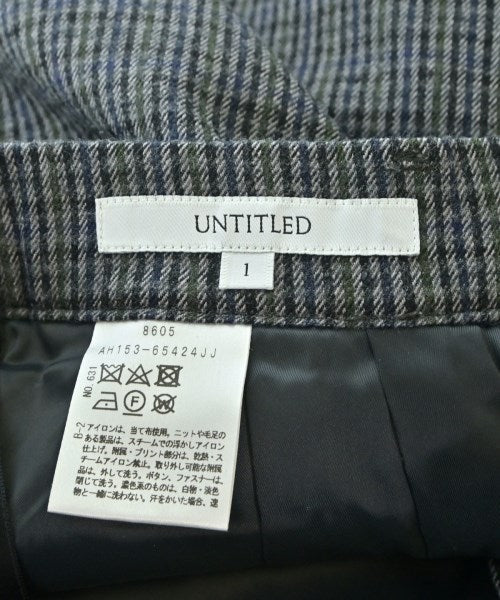 UNTITLED
1
8605
AH153-65424JJ
NO.631
B-2
アイロンは、当て布使用。ニットや毛足の
ある製品は、スチームでの浮かしアイロン
仕上げ。附属・プリント部分は、乾熱・ス
チームアイロン禁止。取り外し可能な附属
品は、外して洗う。ボタン、ファスナーは、
閉じて洗う。濃色系のものは、白物・淡色
物と一緒に洗わない。汗をかいた場合、速